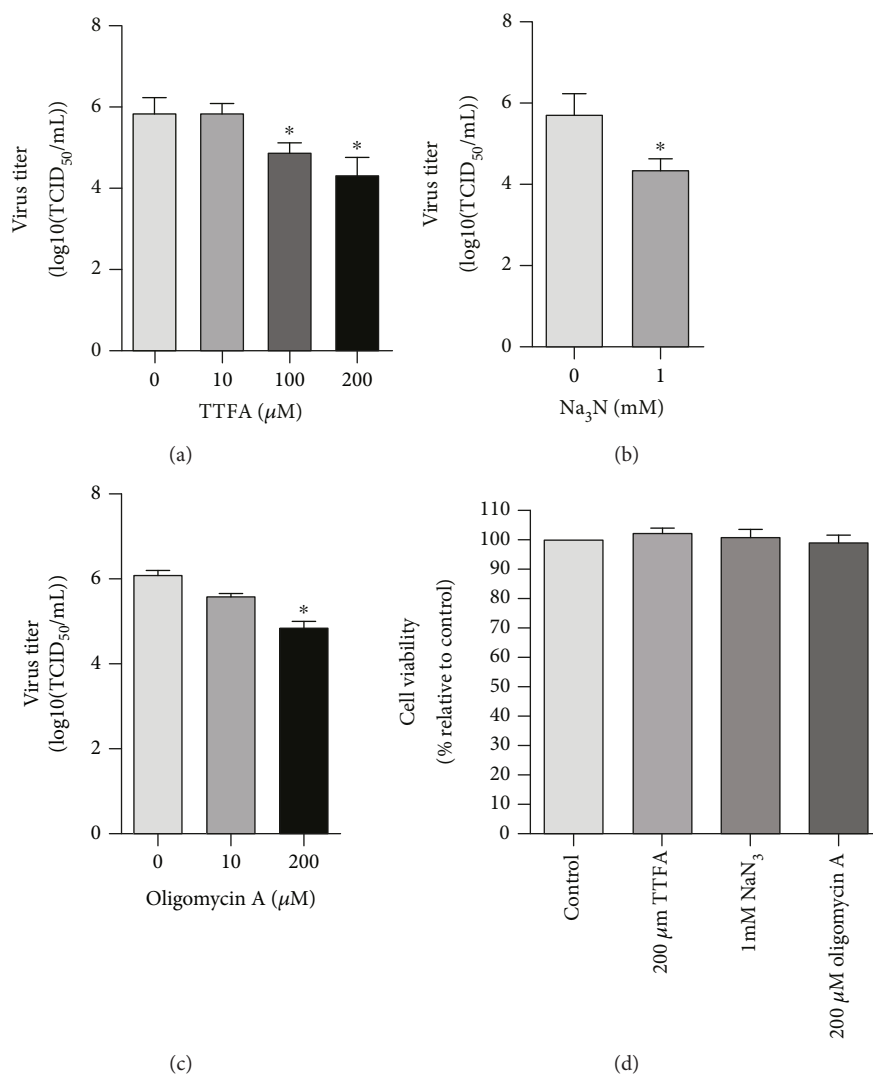 8
6
4
2
0
Virus titer
(log10(TCID50/mL))
*
*
0 10 100 200
TTFA (μM)
(a)
8
6
4
2
0
Virus titer
(log10(TCID50/mL))
*
0 1
Na3N (mM)
(b)
8
6
4
2
0
Virus titer
(log10(TCID50/mL))
*
0 10 200
Oligomycin A (μM)
(c)
110
100
90
80
70
60
50
40
30
20
10
0
Cell viability
(% relative to control)
Control
200 μm TTFA
1mM NaN3
200 μM oligomycin A
(d)